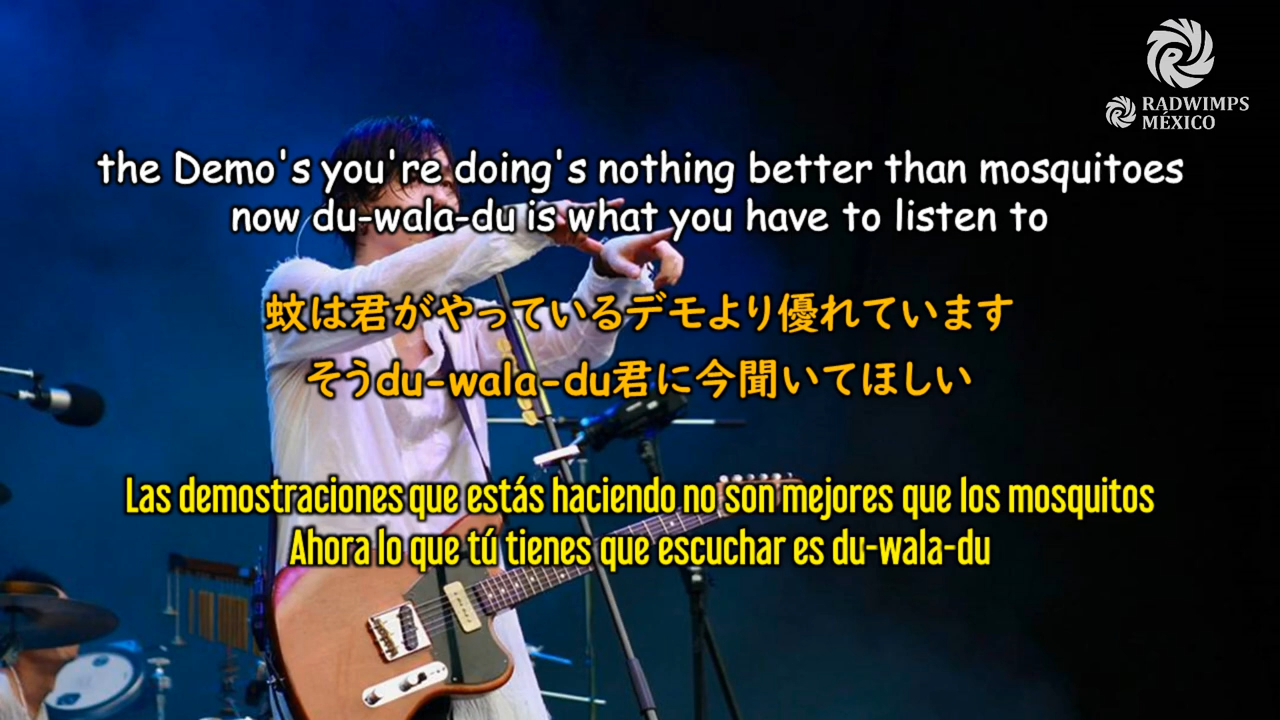 RADWIMPS
MÉXICO
the Demo's you're doing's nothing better than mosquitoes
now du-wala-du is what you have to listen to
蚊は君がやっているデモより優れています
そうdu-wala-du君に今聞いてほしい
Las demostraciones que estás haciendo no son mejores que los mosquitos
Ahora lo que tú tienes que escuchar es du-wala-du